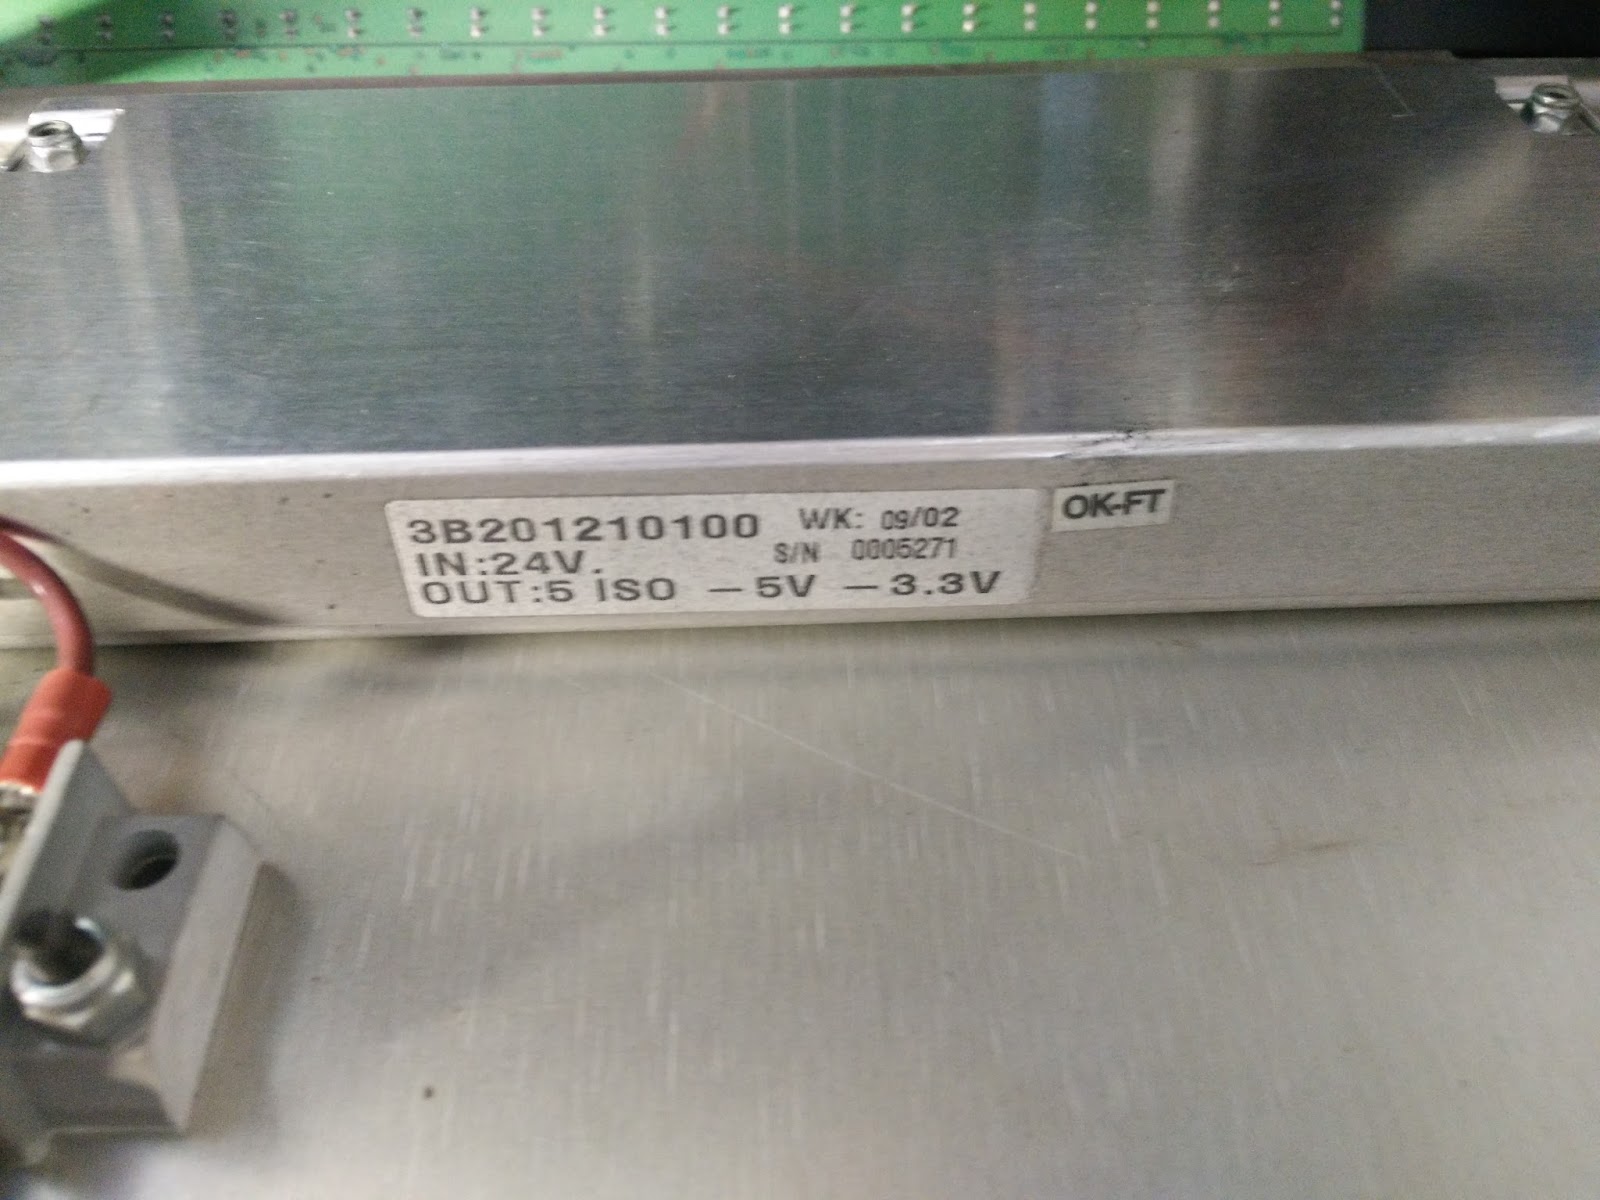 3B201210100 WK: 09/02
IN:24V. S/N 0005271
OUT:5 ISO – 5V – 3.3V
OK-FT